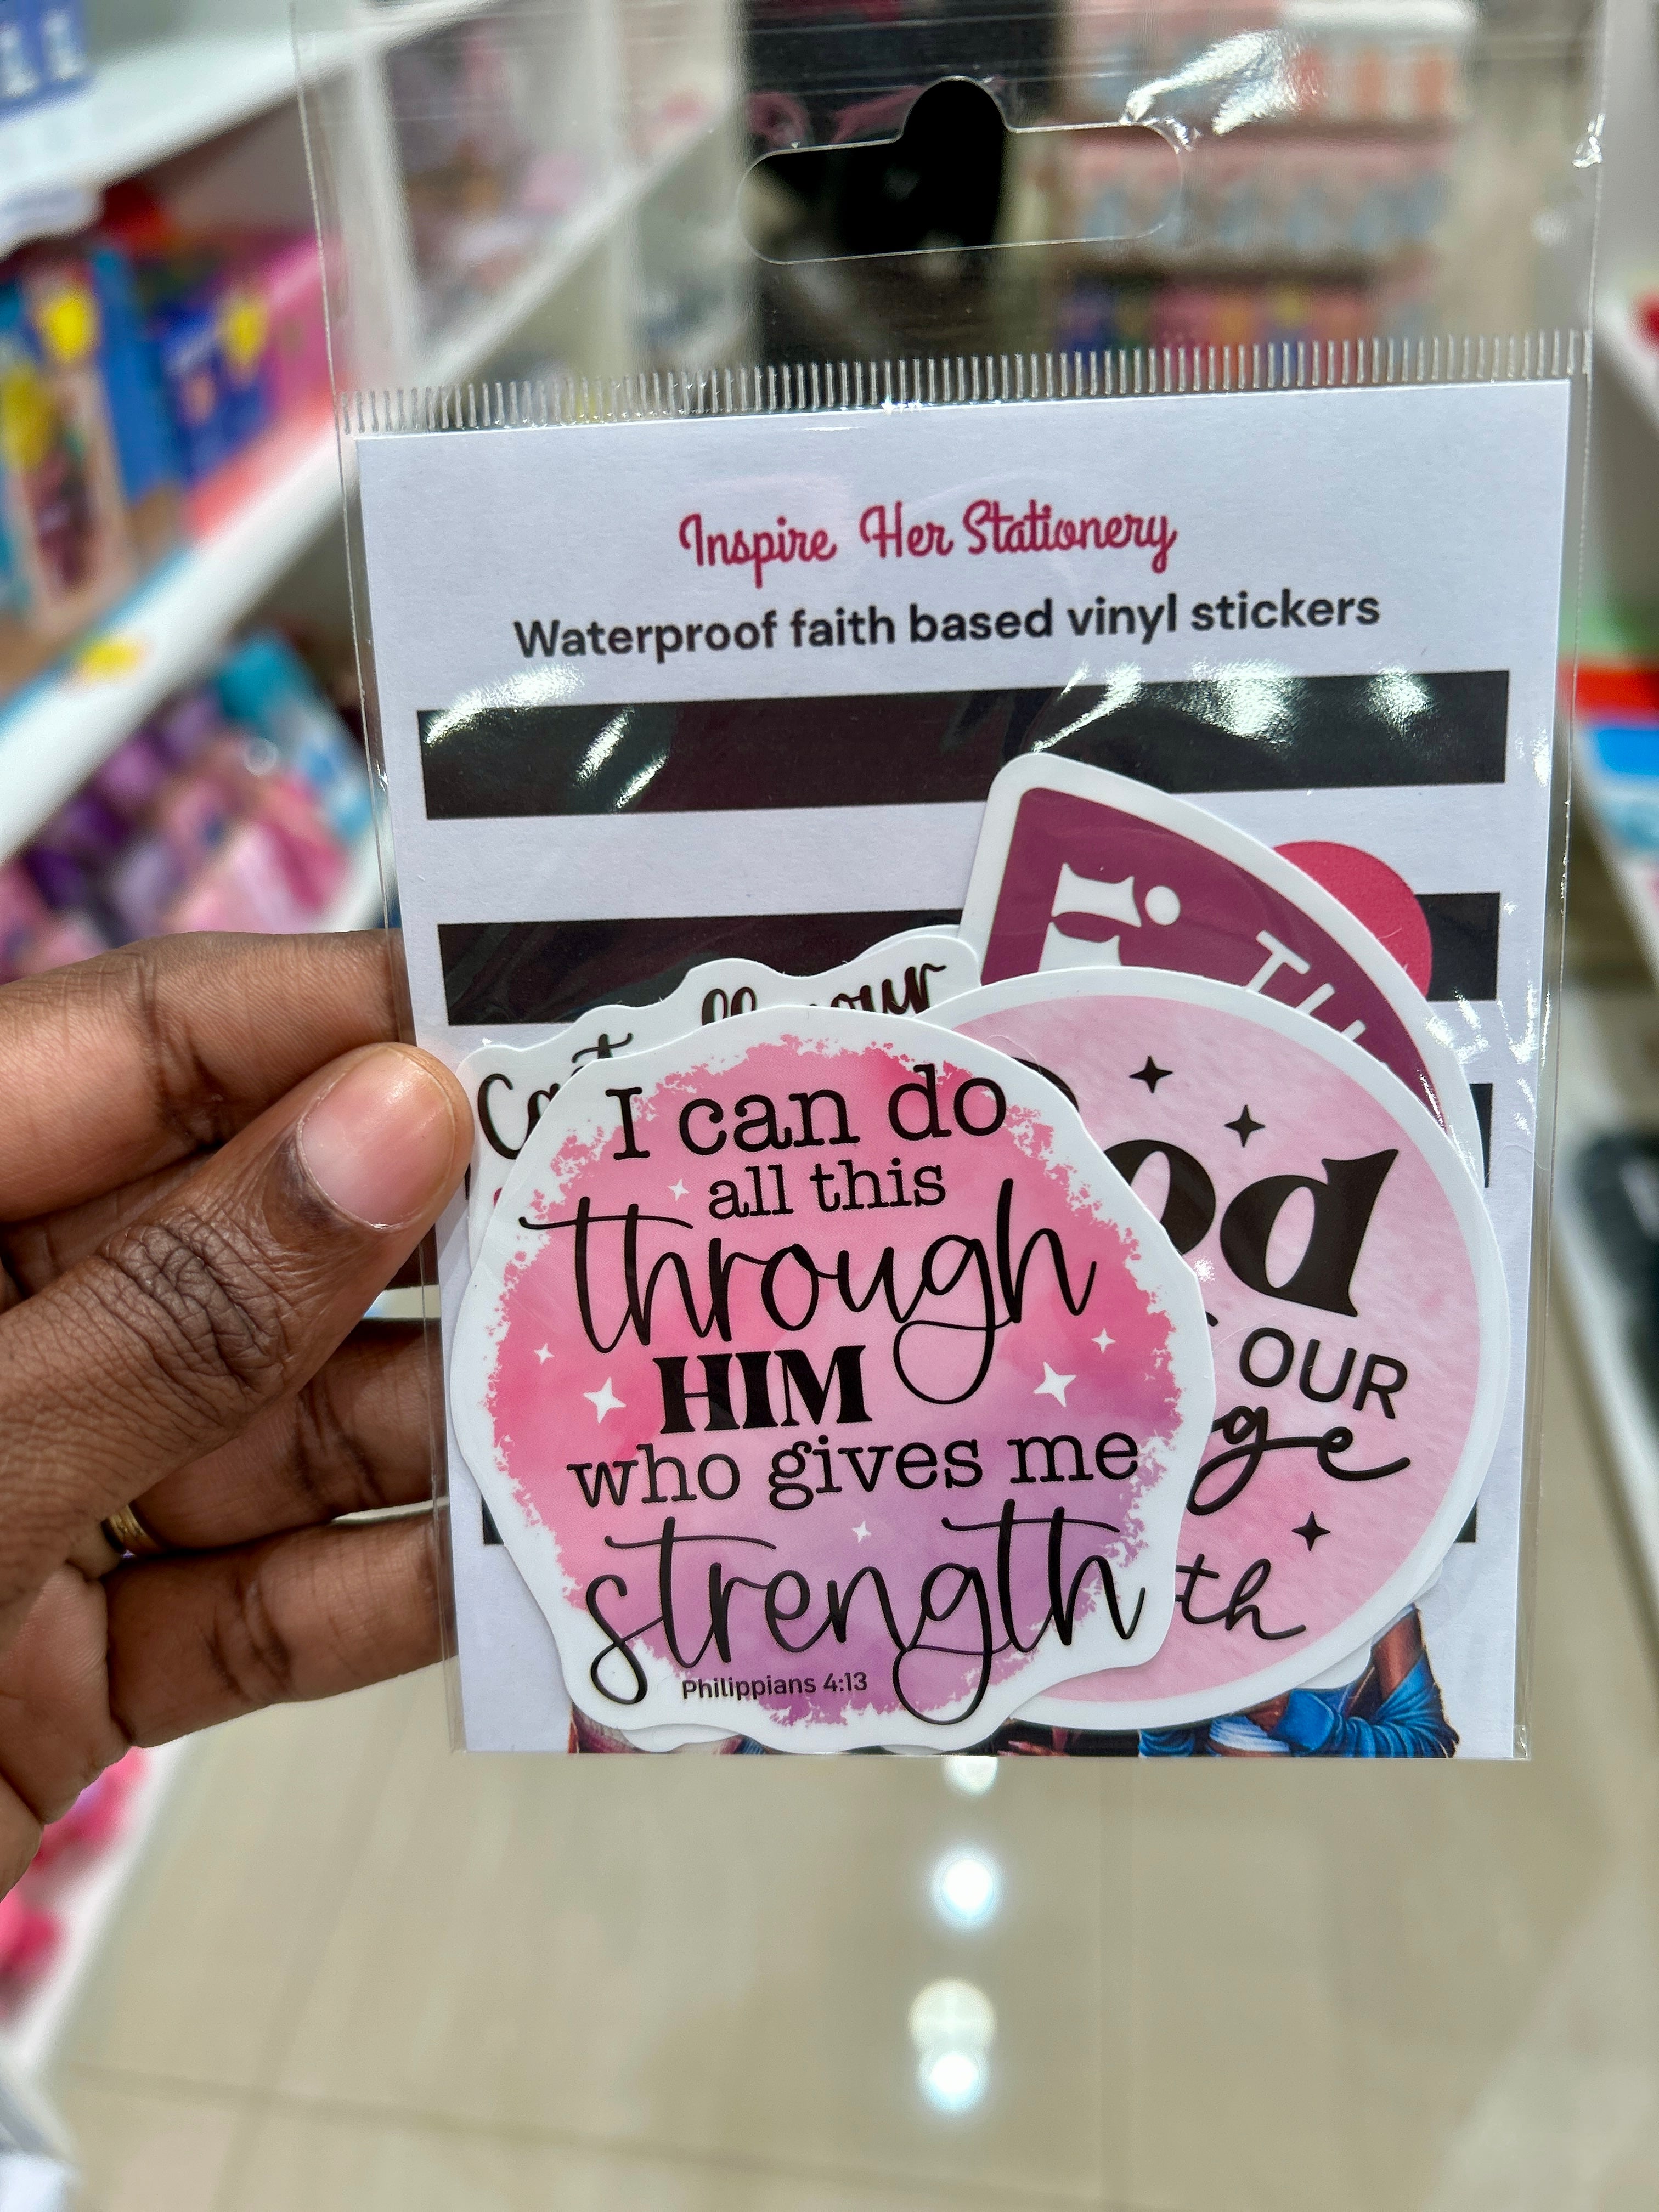 Inspire Her Stationery
Waterproof faith based vinyl stickers
I can do
all this
through
HIM
who gives me
strength
Philippians 4:13
OUR